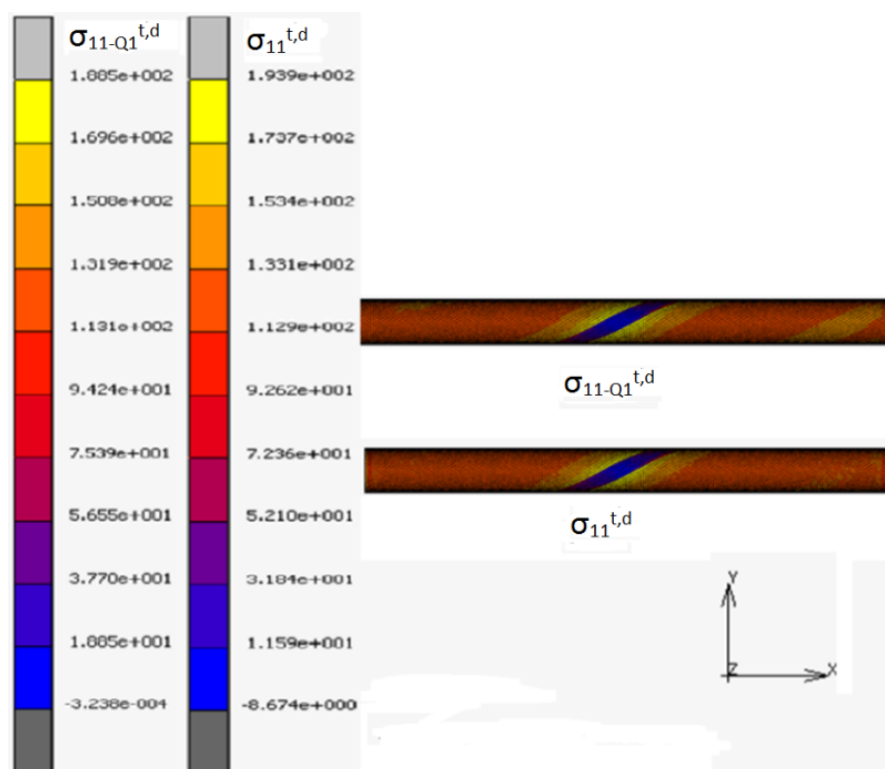 σ11-Q1t,d
1.885e+002
1.696e+002
1.508e+002
1.319e+002
1.131e+002
9.424e+001
7.539e+001
5.655e+001
3.770e+001
1.885e+001
-3.238e-004
σ11t,d
1.939e+002
1.737e+002
1.534e+002
1.331e+002
1.129e+002
9.262e+001
7.236e+001
5.210e+001
3.184e+001
1.159e+001
-8.674e+000
σ11-Q1t,d
σ11t,d
Y
Z
X